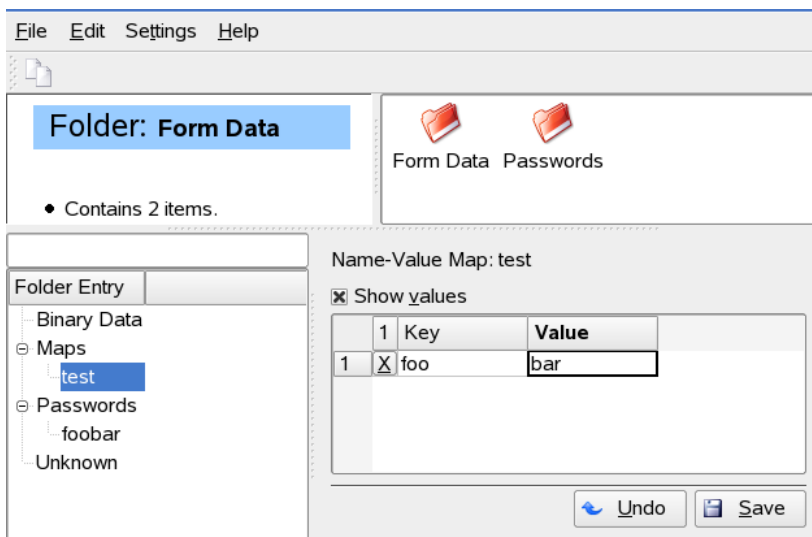 File Edit Settings Help
Folder: Form Data
• Contains 2 items.
Form Data Passwords
Folder Entry
Binary Data
Maps
test
Passwords
foobar
Unknown
Name-Value Map: test
Show values
1 Key Value
1 X foo bar
Undo Save